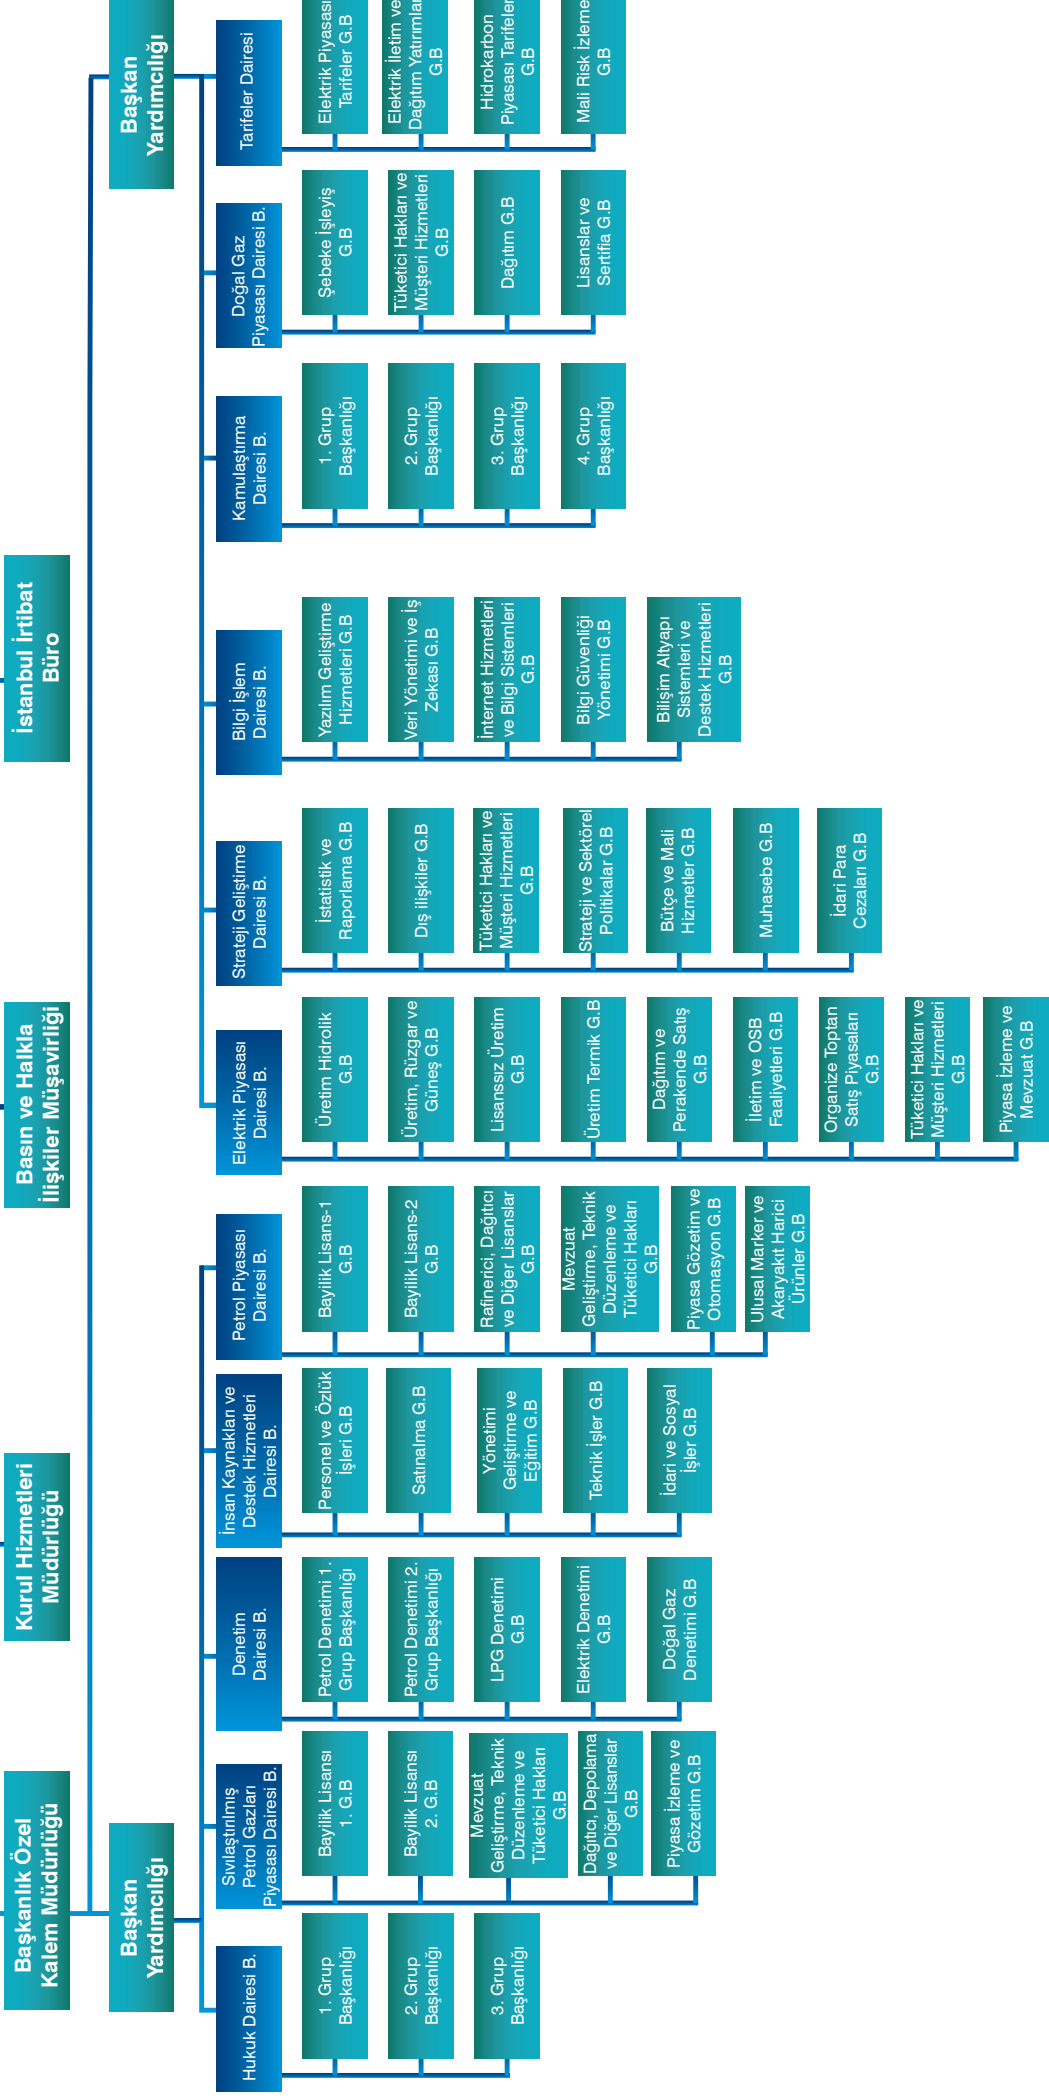 Başkanlık Özel
Kalem Müdürlüğü
Kurul Hizmetleri
Müdürlüğü
Basın ve Halkla
İlişkiler Müşavirliği
İstanbul İrtibat
Büro
Başkan
Yardımcılığı
Başkan
Yardımcılığı
Hukuk Dairesi B.
1. Grup
Başkanlığı
2. Grup
Başkanlığı
3. Grup
Başkanlığı
Sıvılaştırılmış
Petrol Gazları
Piyasası Dairesi B.
Bayilik Lisansı
1. G.B
Bayilik Lisansı
2. G.B
Mevzuat
Geliştirme, Teknik
Düzenleme ve
Tüketici Hakları
G.B
Dağıtıcı, Depolama
ve Diğer Lisanslar
G.B
Piyasa İzleme ve
Gözetim G.B
Denetim
Dairesi B.
Petrol Denetimi 1.
Grup Başkanlığı
Petrol Denetimi 2.
Grup Başkanlığı
LPG Denetimi
G.B
Elektrik Denetimi
G.B
Doğal Gaz
Denetimi G.B
İnsan Kaynakları ve
Destek Hizmetleri
Dairesi B.
Personel ve Özlük
İşleri G.B
Satınalma G.B
Yönetimi
Geliştirme ve
Eğitim G.B
Teknik İşler G.B
İdari ve Sosyal
İşler G.B
Petrol Piyasası
Dairesi B.
Bayilik Lisans-1
G.B
Bayilik Lisans-2
G.B
Rafinerici, Dağıtıcı
ve Diğer Lisanslar
G.B
Mevzuat
Geliştirme, Teknik
Düzenleme ve
Tüketici Hakları
G.B
Piyasa Gözetim ve
Otomasyon G.B
Ulusal Marker ve
Akaryakıt Harici
Ürünler G.B
Elektrik Piyasası
Dairesi B.
Üretim Hidrolik
G.B
Üretim, Rüzgar ve
Güneş G.B
Lisanssız Üretim
G.B
Üretim Termik G.B
Dağıtım ve
Perakende Satış
G.B
İletim ve OSB
Faaliyetleri G.B
Organize Toptan
Satış Piyasaları
G.B
Tüketici Hakları ve
Müşteri Hizmetleri
G.B
Piyasa İzleme ve
Mevzuat G.B
Strateji Geliştirme
Dairesi B.
İstatistik ve
Raporlama G.B
Dış ilişkiler G.B
Tüketici Hakları ve
Müşteri Hizmetleri
G.B
Strateji ve Sektörel
Politikalar G.B
Bütçe ve Mali
Hizmetler G.B
Muhasebe G.B
İdari Para
Cezaları G.B
Bilgi İşlem
Dairesi B.
Yazılım Geliştirme
Hizmetleri G.B
Veri Yönetimi ve İş
Zekası G.B
İnternet Hizmetleri
ve Bilgi Sistemleri
G.B
Bilgi Güvenliği
Yönetimi G.B
Bilişim Altyapı
Sistemleri ve
Destek Hizmetleri
G.B
Kamulaştırma
Dairesi B.
1. Grup
Başkanlığı
2. Grup
Başkanlığı
3. Grup
Başkanlığı
4. Grup
Başkanlığı
Doğal Gaz
Piyasası Dairesi B.
Şebeke İşleyiş
G.B
Tüketici Hakları ve
Müşteri Hizmetleri
G.B
Dağıtım G.B
Lisanslar ve
Sertifia G.B
Tarifeler Dairesi
Elektrik Piyasası
Tarifeler G.B
Elektrik İletim ve
Dağıtım Yatırımlar
G.B
Hidrokarbon
Piyasası Tarifeler
G.B
Mali Risk İzleme
G.B